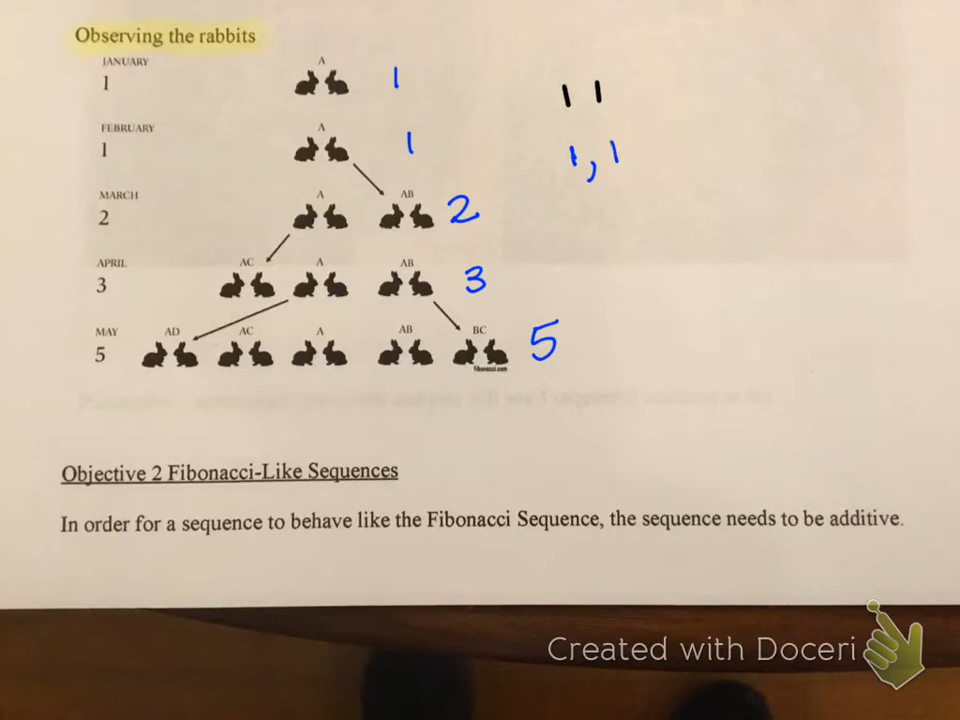 Observing the rabbits
JANUARY A
1 1
1 1
FEBRUARY A
1 1
1, 1
MARCH A AB
2 2
APRIL AC A AB
3 3
MAY AD AC A AB BC
5 5
fibonacci.com
Objective 2 Fibonacci-Like Sequences
In order for a sequence to behave like the Fibonacci Sequence, the sequence needs to be additive.
Created with Doceri